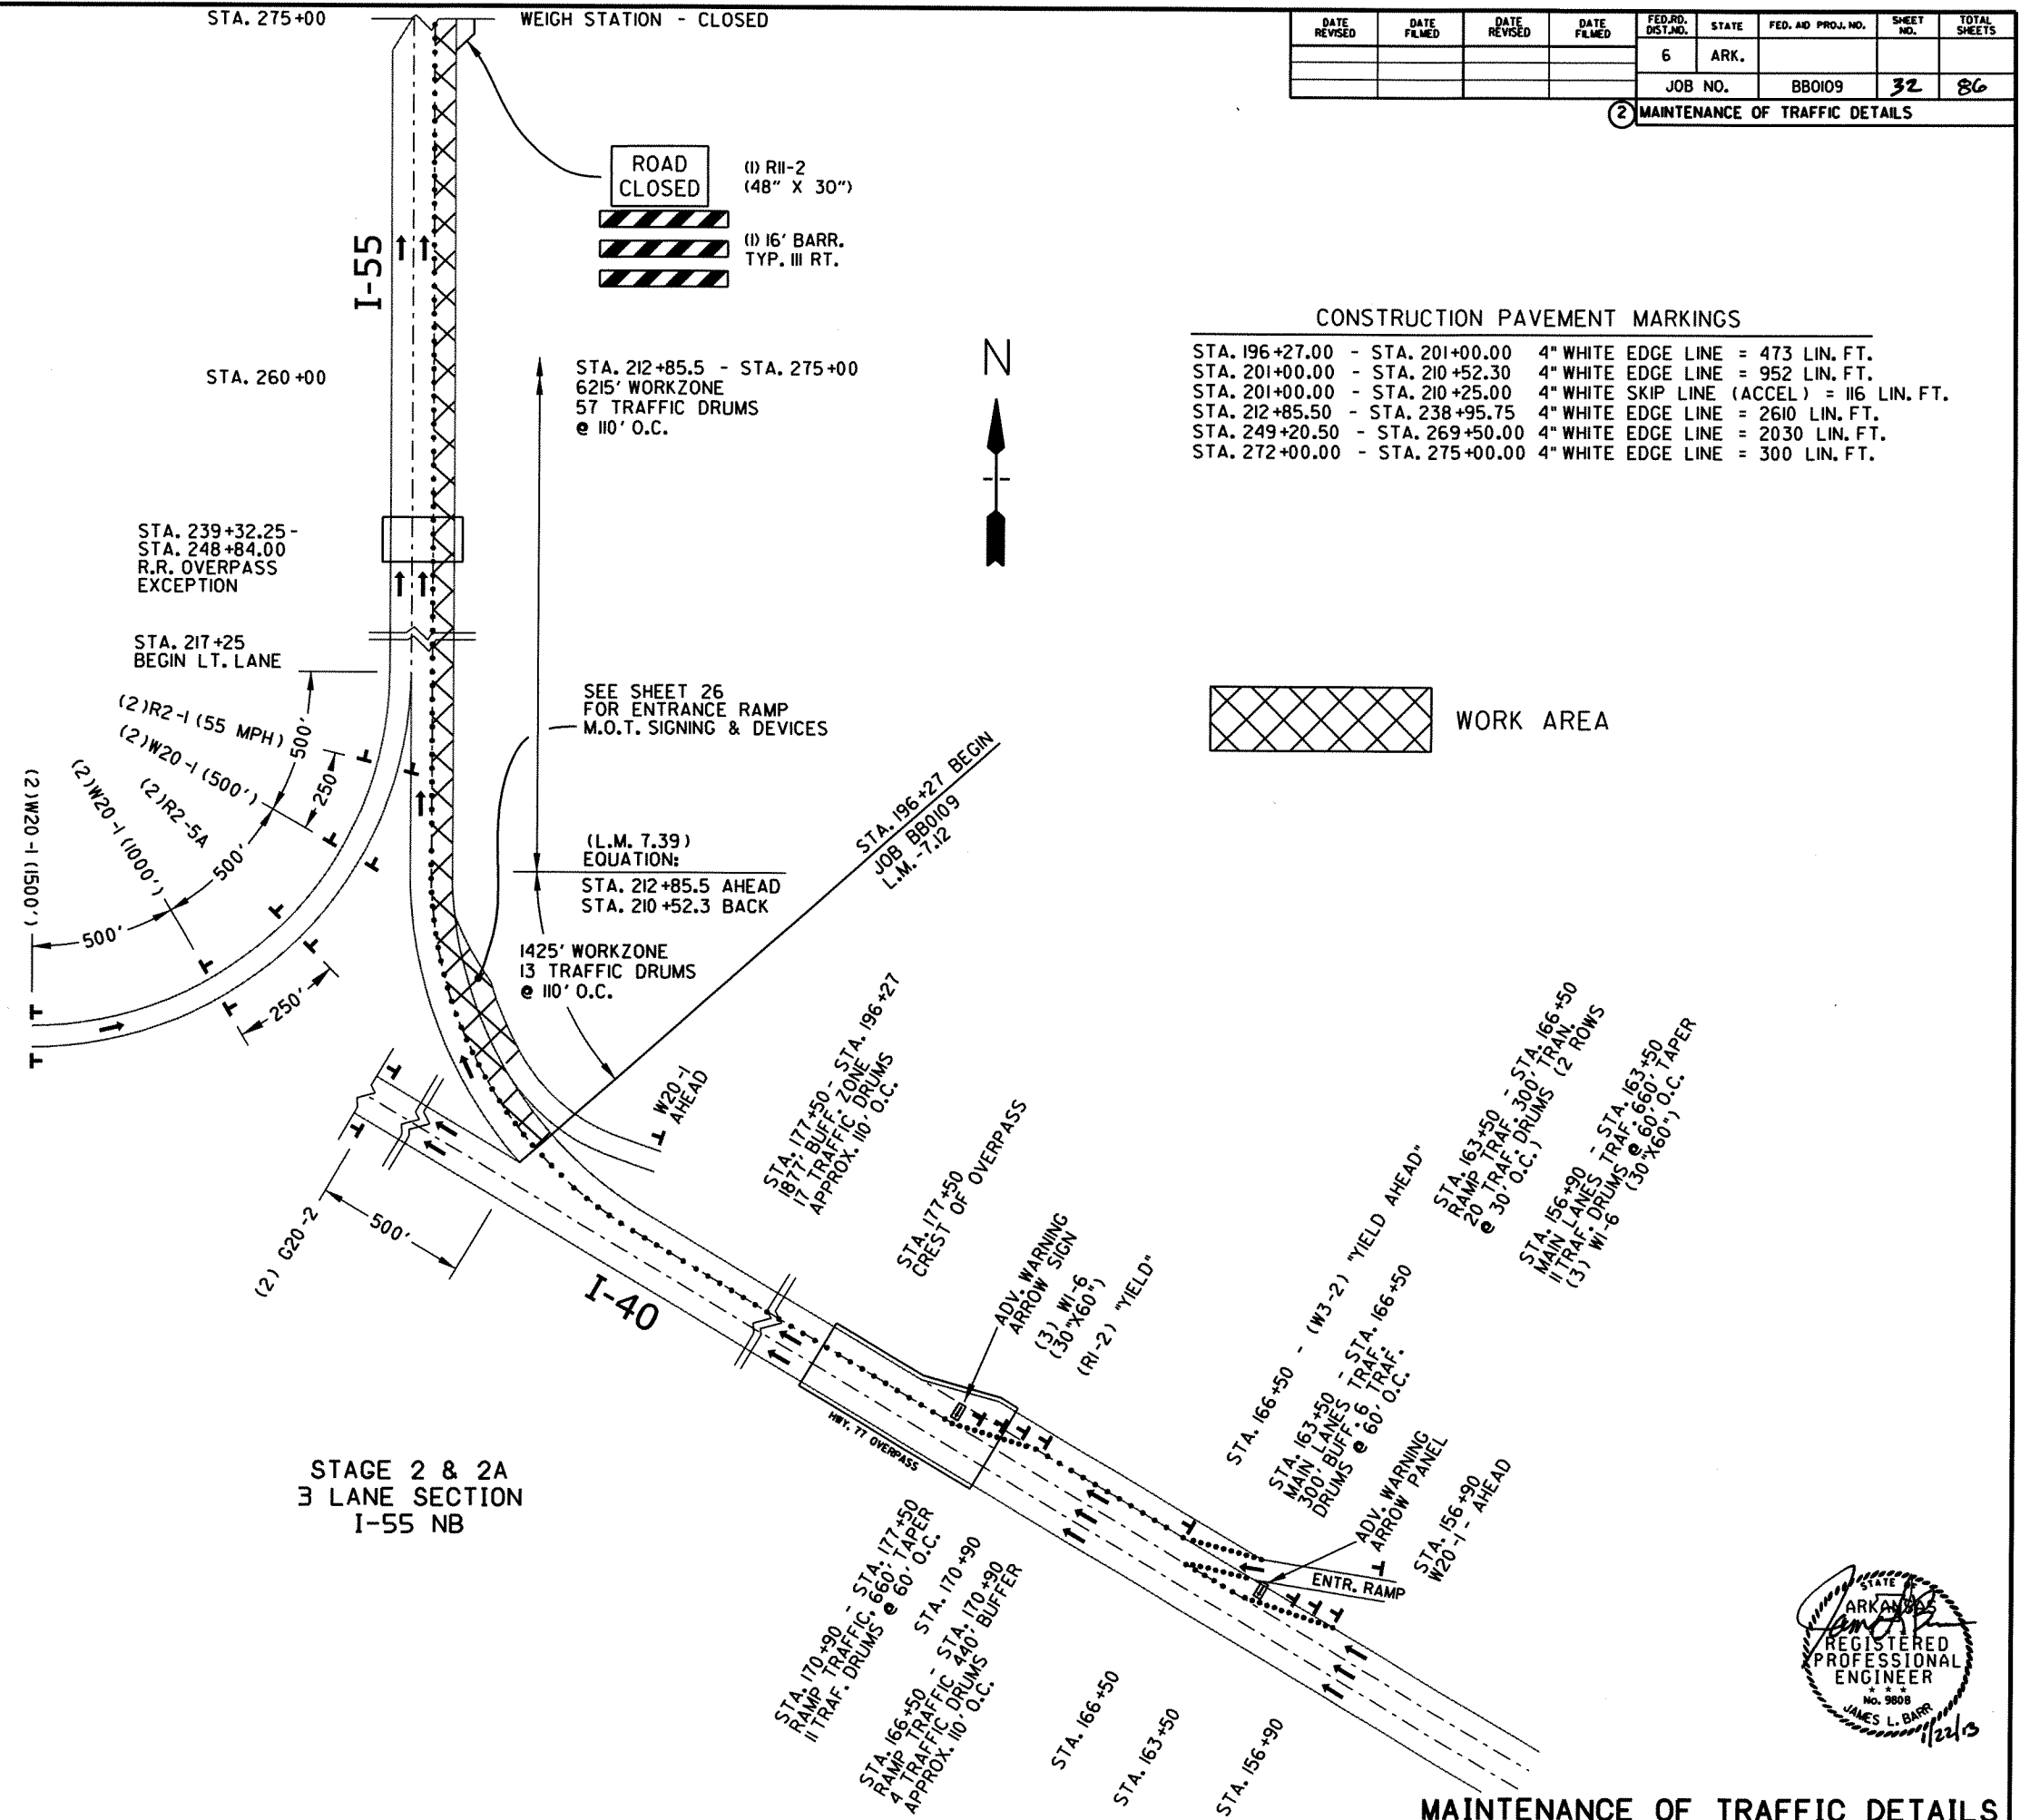 STA. 275+00
WEIGH STATION - CLOSED
DATE REVISED
DATE FILMED
DATE REVISED
DATE FILMED
FED.RD. DIST.NO.
STATE
FED. AID PROJ. NO.
SHEET NO.
TOTAL SHEETS
6
ARK.
JOB NO.
BB0109
32
86
2
MAINTENANCE OF TRAFFIC DETAILS
ROAD
CLOSED
(1) R11-2
(48" X 30")
(1) 16' BARR.
TYP. III RT.
I-55
STA. 260+00
STA. 212+85.5 - STA. 275+00
6215' WORKZONE
57 TRAFFIC DRUMS
@ 110' O.C.
N
CONSTRUCTION PAVEMENT MARKINGS
STA. 196+27.00 - STA. 201+00.00 4" WHITE EDGE LINE = 473 LIN. FT.
STA. 201+00.00 - STA. 210+52.30 4" WHITE EDGE LINE = 952 LIN. FT.
STA. 201+00.00 - STA. 210+25.00 4" WHITE SKIP LINE (ACCEL) = 116 LIN. FT.
STA. 212+85.50 - STA. 238+95.75 4" WHITE EDGE LINE = 2610 LIN. FT.
STA. 249+20.50 - STA. 269+50.00 4" WHITE EDGE LINE = 2030 LIN. FT.
STA. 272+00.00 - STA. 275+00.00 4" WHITE EDGE LINE = 300 LIN. FT.
STA. 239+32.25-
STA. 248+84.00
R.R. OVERPASS
EXCEPTION
STA. 217+25
BEGIN LT. LANE
(2)R2-1 (55 MPH)
(2)W20-1 (500')
(2)R2-5A
(2)W20-1 (1000')
(2)W20-1 (1500')
500'
250'
500'
500'
250'
SEE SHEET 26
FOR ENTRANCE RAMP
M.O.T. SIGNING & DEVICES
WORK AREA
(L.M. 7.39)
EQUATION:
STA. 212+85.5 AHEAD
STA. 210+52.3 BACK
STA. 196+27 BEGIN
JOB BB0109
L.M. -7.12
1425' WORKZONE
13 TRAFFIC DRUMS
@ 110' O.C.
W20-1
AHEAD
(2) G20-2
500'
I-40
STA. 177+50 - STA. 196+27
1877' BUFF. ZONE
17 TRAFFIC DRUMS
APPROX. 110' O.C.
STA. 177+50
CREST OF OVERPASS
ADV. WARNING
ARROW SIGN
(3) W1-6
(30"X60")
(R1-2) "YIELD"
STA. 166+50 - (W3-2) "YIELD AHEAD"
STA. 163+50 - STA. 166+50
MAIN LANES TRAF.
300' BUFF. 6 TRAF.
DRUMS @ 60' O.C.
STA. 163+50 - STA. 166+50
RAMP TRAF. 300' TRAN.
20 TRAF. DRUMS (2 ROWS
@ 30' O.C.)
STA. 156+90 - STA. 163+50
MAIN LANES TRAF. 660' TAPER
11 TRAF. DRUMS @ 60' O.C.
(3) W1-6 (30"X60")
ADV. WARNING
ARROW PANEL
STA. 156+90
W20-1 - AHEAD
ENTR. RAMP
HWY. 77 OVERPASS
STAGE 2 & 2A
3 LANE SECTION
I-55 NB
STA. 170+90 - STA. 177+50
RAMP TRAFFIC. 660' TAPER
11 TRAF. DRUMS @ 60' O.C.
STA. 170+90
STA. 166+50 - STA. 170+90
RAMP TRAFFIC 440' BUFFER
4 TRAFFIC DRUMS
APPROX. 110' O.C.
STA. 166+50
STA. 163+50
STA. 156+90
STATE OF
ARKANSAS
REGISTERED
PROFESSIONAL
ENGINEER
No. 9808
JAMES L. BARR
1/22/13
MAINTENANCE OF TRAFFIC DETAILS